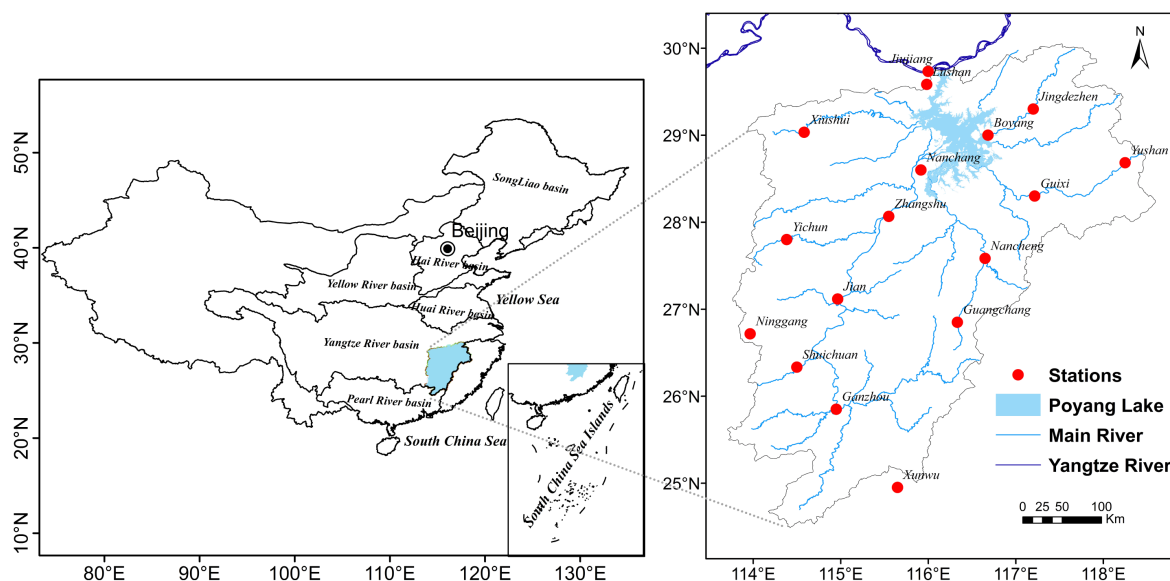 50°N
40°N
30°N
20°N
10°N
80°E
90°E
100°E
110°E
120°E
130°E
SongLiao basin
Beijing
Hai River basin
Yellow River basin
Yellow Sea
Huai River basin
Yangtze River basin
Pearl River basin
South China Sea
South China Sea Islands
30°N
29°N
28°N
27°N
26°N
25°N
114°E
115°E
116°E
117°E
118°E
N
Jiujiang
Lushan
Jingdezhen
Xiushui
Boyang
Yushan
Nanchang
Guixi
Zhangshu
Yichun
Nancheng
Jian
Guangchang
Ninggang
Shuichuan
Ganzhou
Xunwu
Stations
Poyang Lake
Main River
Yangtze River
0 25 50 100
Km